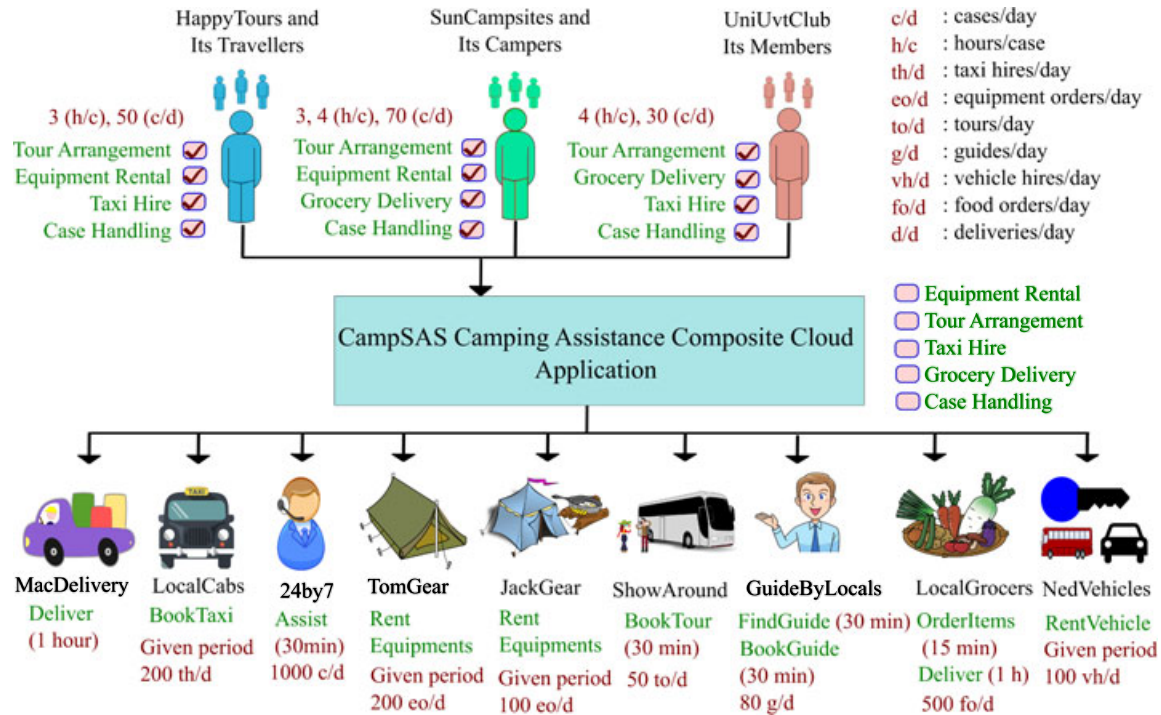 HappyTours and
Its Travellers
3 (h/c), 50 (c/d)
Tour Arrangement
Equipment Rental
Taxi Hire
Case Handling
SunCampsites and
Its Campers
3, 4 (h/c), 70 (c/d)
Tour Arrangement
Equipment Rental
Grocery Delivery
Case Handling
UniUvtClub
Its Members
4 (h/c), 30 (c/d)
Tour Arrangement
Grocery Delivery
Taxi Hire
Case Handling
c/d : cases/day
h/c : hours/case
th/d : taxi hires/day
eo/d : equipment orders/day
to/d : tours/day
g/d : guides/day
vh/d : vehicle hires/day
fo/d : food orders/day
d/d : deliveries/day
Equipment Rental
Tour Arrangement
Taxi Hire
Grocery Delivery
Case Handling
CampSAS Camping Assistance Composite Cloud
Application
MacDelivery
Deliver
(1 hour)
TAXI
LocalCabs
BookTaxi
Given period
200 th/d
24by7
Assist
(30min)
1000 c/d
TomGear
Rent
Equipments
Given period
200 eo/d
JackGear
Rent
Equipments
Given period
100 eo/d
ShowAround
BookTour
(30 min)
50 to/d
GuideByLocals
FindGuide (30 min)
BookGuide
(30 min)
80 g/d
LocalGrocers
OrderItems
(15 min)
Deliver (1 h)
500 fo/d
NedVehicles
RentVehicle
Given period
100 vh/d